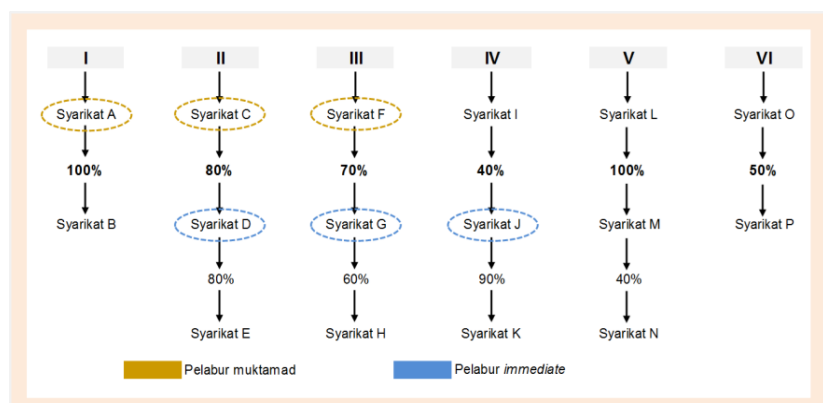 I II III IV V VI
Syarikat A Syarikat C Syarikat F Syarikat I Syarikat L Syarikat O
100% 80% 70% 40% 100% 50%
Syarikat B Syarikat D Syarikat G Syarikat J Syarikat M Syarikat P
80% 60% 90% 40%
Syarikat E Syarikat H Syarikat K Syarikat N
Pelabur muktamad Pelabur immediate